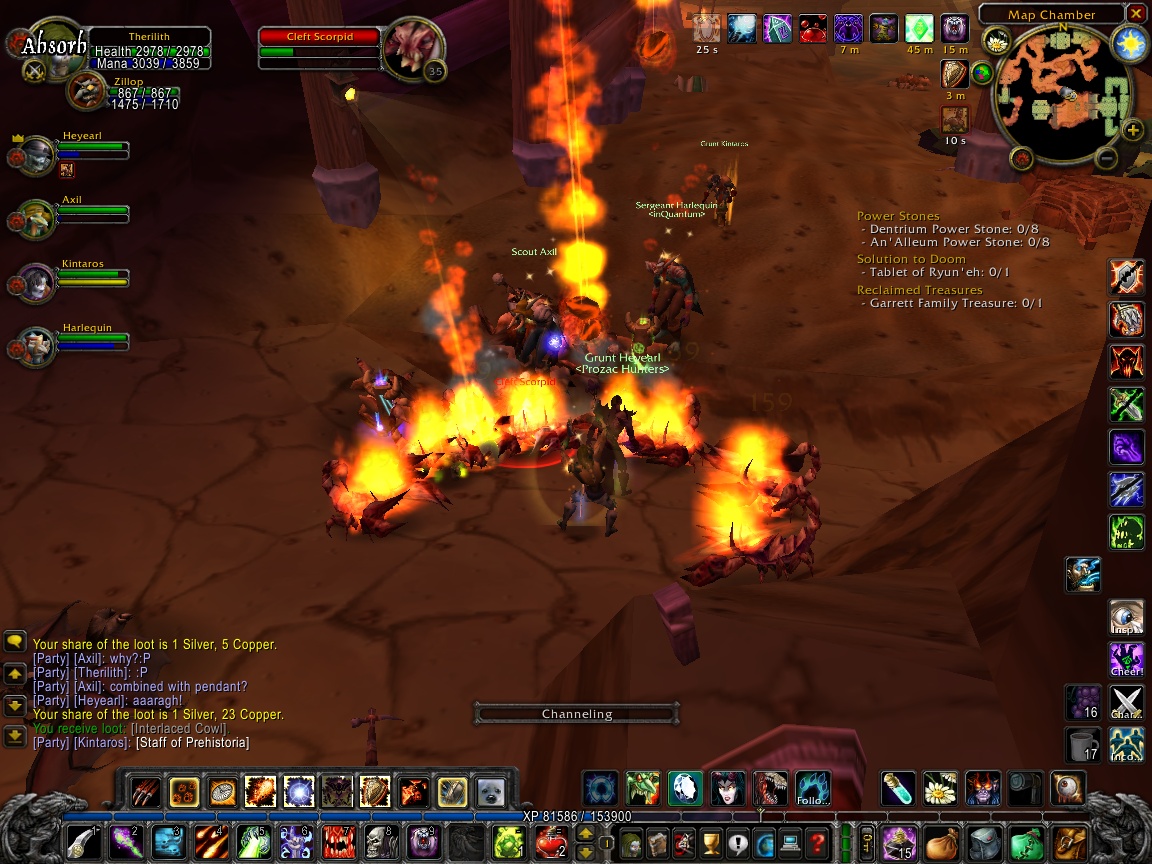 Absorb
Therilith
Health 2978 / 2978
Mana 3039 / 3859
Zillop
867 / 867
1475 / 1710
Cleft Scorpid
35
25 s
7 m
45 m
15 m
3 m
10 s
Map Chamber
N
Heyearl
Axil
Kintaros
Harlequin
Grunt Kintaros
Sergeant Harlequin
<inQuantum>
Scout Axil
Grunt Heyearl
<Prozac Hunters>
Cleft Scorpid
159
Power Stones
- Dentrium Power Stone: 0/8
- An'Alleum Power Stone: 0/8
Solution to Doom
- Tablet of Ryun'eh: 0/1
Reclaimed Treasures
- Garrett Family Treasure: 0/1
Your share of the loot is 1 Silver, 5 Copper.
[Party] [Axil]: why?:P
[Party] [Therilith]: :P
[Party] [Axil]: combined with pendant?
[Party] [Heyearl]: aaaragh!
Your share of the loot is 1 Silver, 23 Copper.
You receive loot: [Interlaced Cowl].
[Party] [Kintaros]: [Staff of Prehistoria]
Channeling
Cheer!
16
17
Follo...
XP 81586 / 153900
15